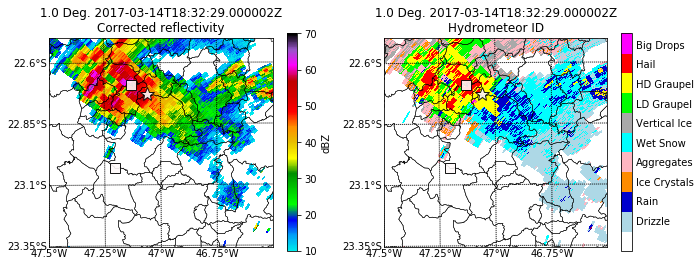 1.0 Deg. 2017-03-14T18:32:29.000002Z
Corrected reflectivity
22.6°S
22.85°S
23.1°S
23.35°S
47.5°W
47.25°W
47.0°W
46.75°W
70
60
50
40
30
20
10
dBZ
1.0 Deg. 2017-03-14T18:32:29.000002Z
Hydrometeor ID
22.6°S
22.85°S
23.1°S
23.35°S
47.5°W
47.25°W
47.0°W
46.75°W
Big Drops
Hail
HD Graupel
LD Graupel
Vertical Ice
Wet Snow
Aggregates
Ice Crystals
Rain
Drizzle